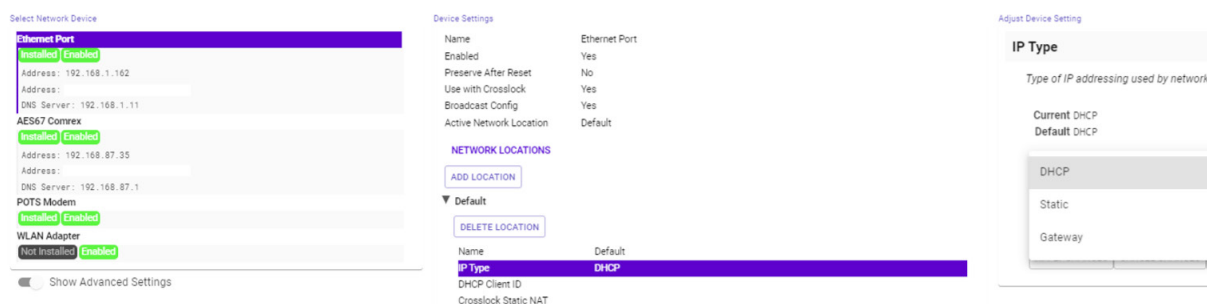 Select Network Device
Ethernet Port
Installed Enabled
Address: 192.168.1.162
Address:
DNS Server: 192.168.1.11
AES67 Comrex
Installed Enabled
Address: 192.168.87.35
Address:
DNS Server: 192.168.87.1
POTS Modem
Installed Enabled
WLAN Adapter
Not Installed Enabled
Show Advanced Settings
Device Settings
Name Ethernet Port
Enabled Yes
Preserve After Reset No
Use with Crosslock Yes
Broadcast Config Yes
Active Network Location Default
NETWORK LOCATIONS
ADD LOCATION
Default
DELETE LOCATION
Name Default
IP Type DHCP
DHCP Client ID
Crosslock Static NAT
Adjust Device Setting
IP Type
Type of IP addressing used by network
Current DHCP
Default DHCP
DHCP
Static
Gateway